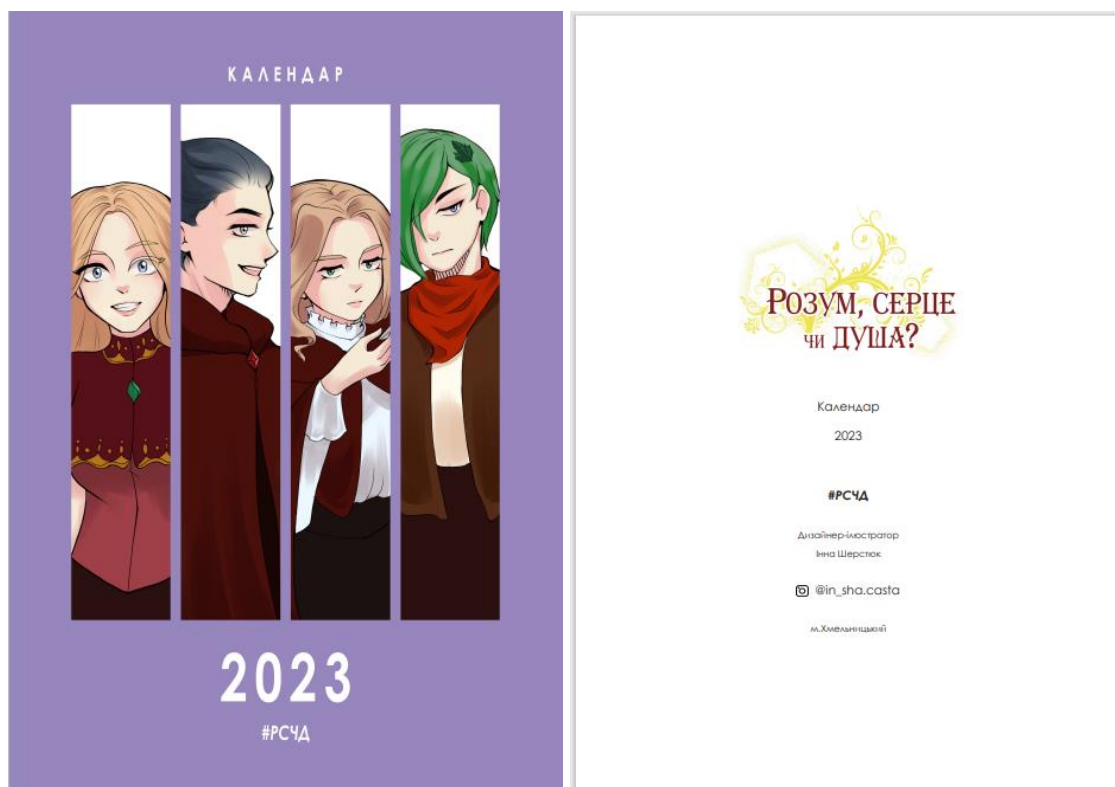 КАЛЕНДАР
2023
#РСЧД
РОЗУМ, СЕРЦЕ
ЧИ ДУША?
Календар
2023
#РСЧД
Дизайнер-ілюстратор
Інна Шерстюк
@in_sha.casta
м.Хмельницький